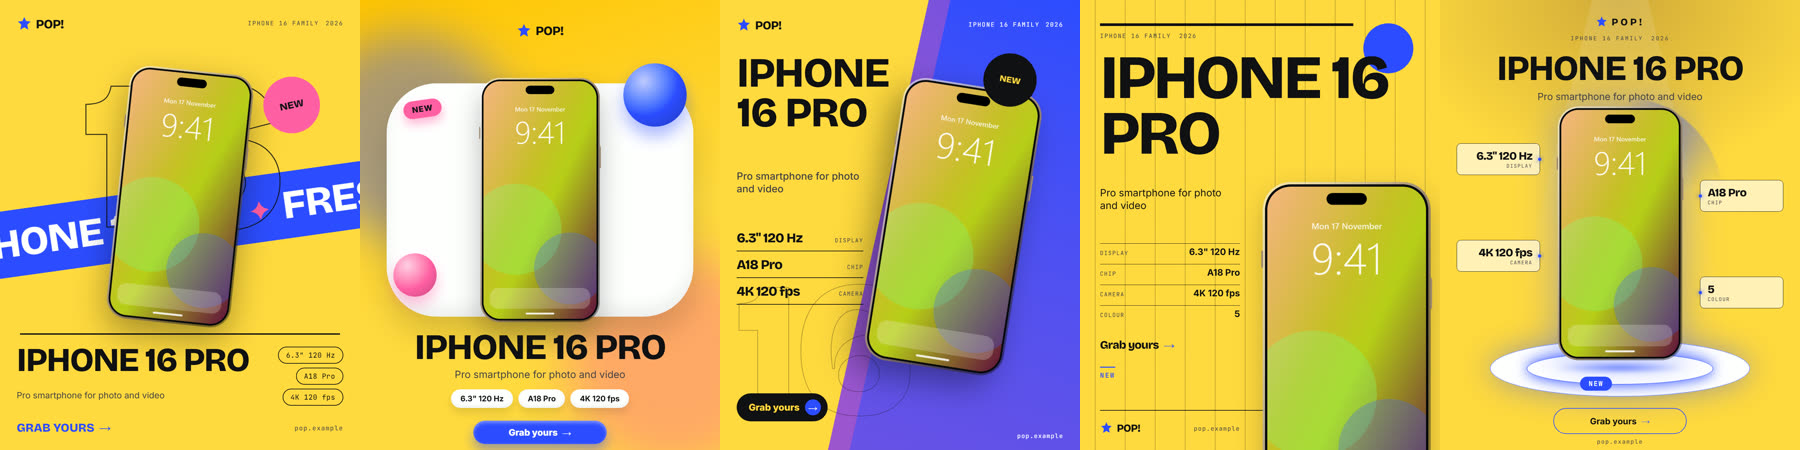 POP!
IPHONE 16 FAMILY 2026
NEW
Mon 17 November
9:41
FRES
IPHONE 16 PRO
Pro smartphone for photo and video
6.3" 120 Hz
A18 Pro
4K 120 fps
GRAB YOURS →
pop.example
POP!
NEW
Mon 17 November
9:41
IPHONE 16 PRO
Pro smartphone for photo and video
6.3" 120 Hz
A18 Pro
4K 120 fps
Grab yours →
POP!
IPHONE 16 FAMILY 2026
IPHONE
16 PRO
NEW
Mon 17 November
9:41
Pro smartphone for photo
and video
6.3" 120 Hz DISPLAY
A18 Pro CHIP
4K 120 fps CAMERA
16
Grab yours →
pop.example
IPHONE 16 FAMILY 2026
IPHONE 16
PRO
Pro smartphone for photo
and video
Mon 17 November
9:41
DISPLAY 6.3" 120 Hz
CHIP A18 Pro
CAMERA 4K 120 fps
COLOUR 5
Grab yours →
NEW
POP!
pop.example
POP!
IPHONE 16 FAMILY 2026
IPHONE 16 PRO
Pro smartphone for photo and video
Mon 17 November
9:41
6.3" 120 Hz
DISPLAY
A18 Pro
CHIP
4K 120 fps
CAMERA
5
COLOUR
NEW
Grab yours →
pop.example